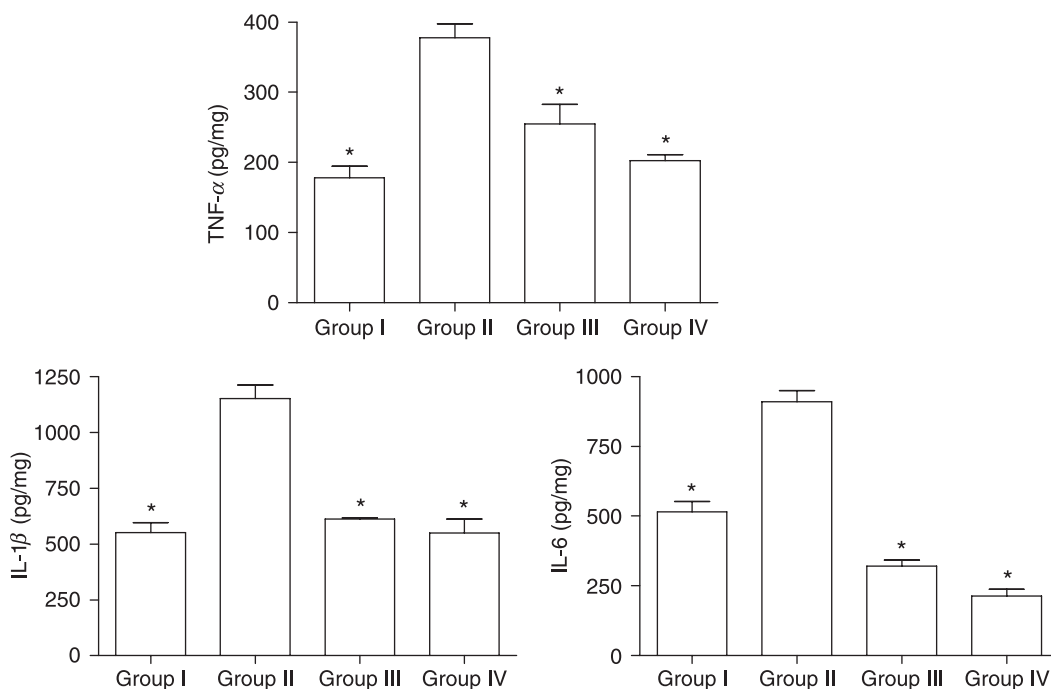 TNF-α (pg/mg)
400
300
200
100
0
*
*
*
Group I
Group II
Group III
Group IV
IL-1β (pg/mg)
1250
1000
750
500
250
0
*
*
*
Group I
Group II
Group III
Group IV
IL-6 (pg/mg)
1000
750
500
250
0
*
*
*
Group I
Group II
Group III
Group IV